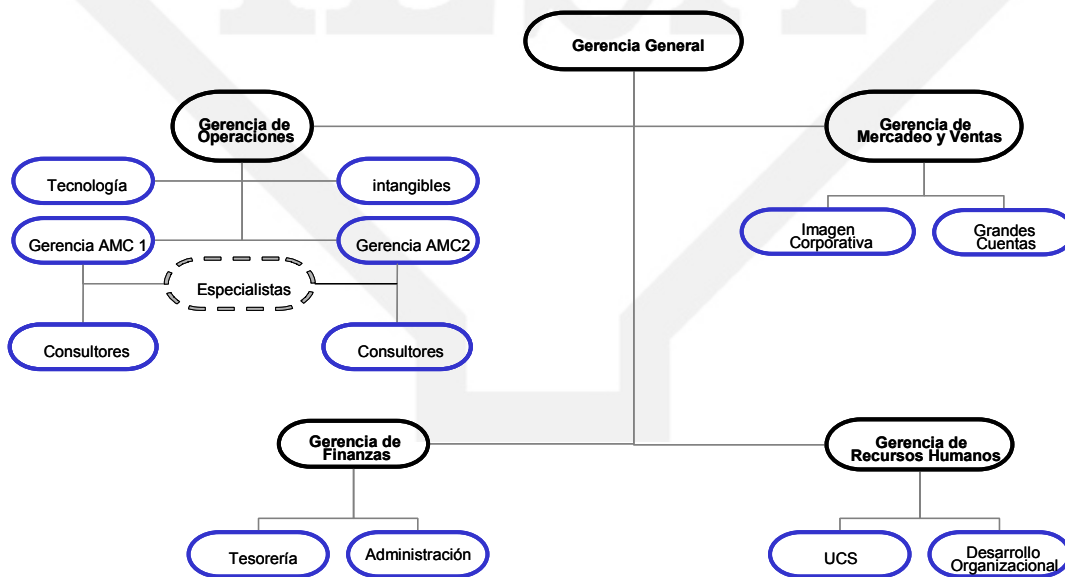 Gerencia General
Gerencia de
Operaciones
Gerencia de
Mercadeo y Ventas
Tecnología
intangibles
Gerencia AMC 1
Gerencia AMC2
Imagen
Corporativa
Grandes
Cuentas
Especialistas
Consultores
Consultores
Gerencia de
Finanzas
Gerencia de
Recursos Humanos
Tesorería
Administración
UCS
Desarrollo
Organizacional